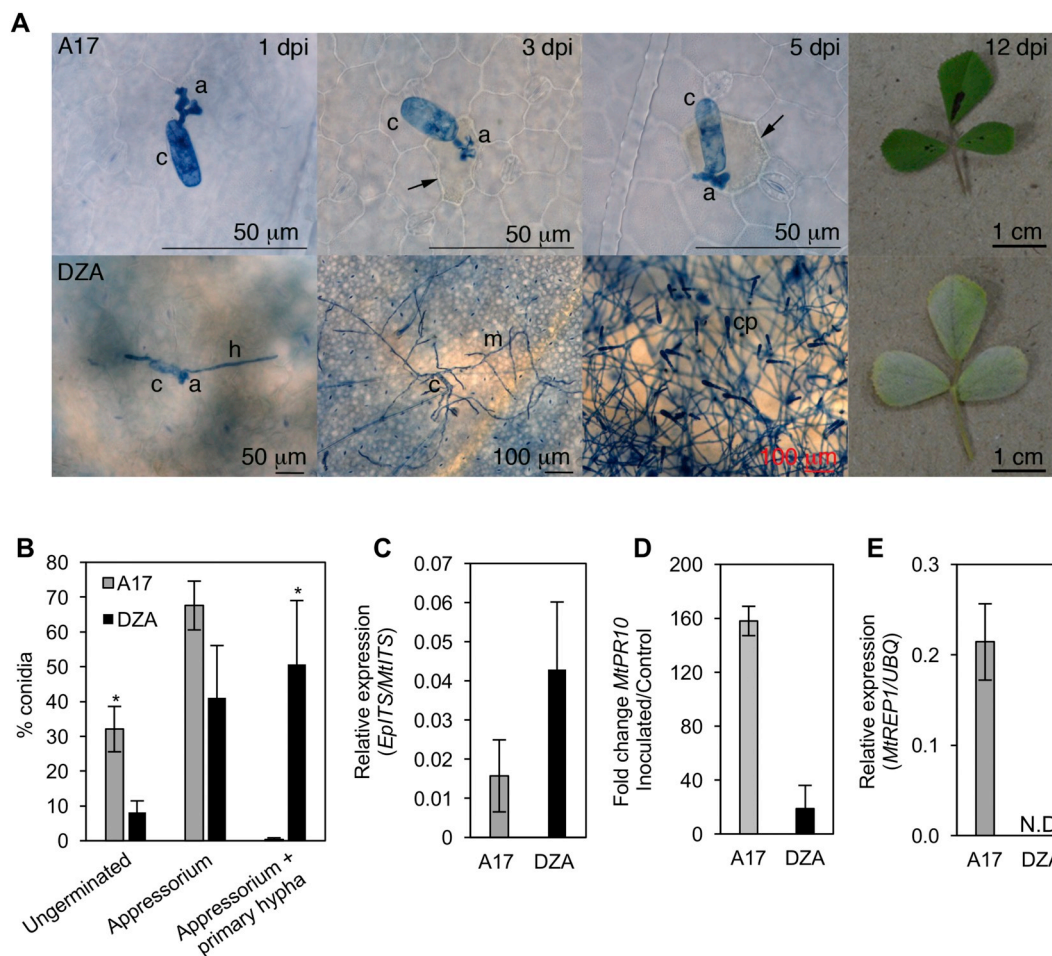 A
A17
1 dpi
a
c
50 μm
3 dpi
c
a
50 μm
5 dpi
c
a
50 μm
12 dpi
1 cm
DZA
h
c
a
50 μm
m
c
100 μm
cp
100 μm
1 cm
B
80
70
60
50
40
30
20
10
0
% conidia
A17
DZA
*
*
Ungerminated
Appressorium
Appressorium +
primary hypha
C
Relative expression
(EpITS/MtITS)
0.07
0.06
0.05
0.04
0.03
0.02
0.01
0
A17 DZA
D
Fold change MtPR10
Inoculated/Control
200
160
120
80
40
0
A17 DZA
E
Relative expression
(MtREP1/UBQ)
0.3
0.2
0.1
0.0
N.D
A17 DZA